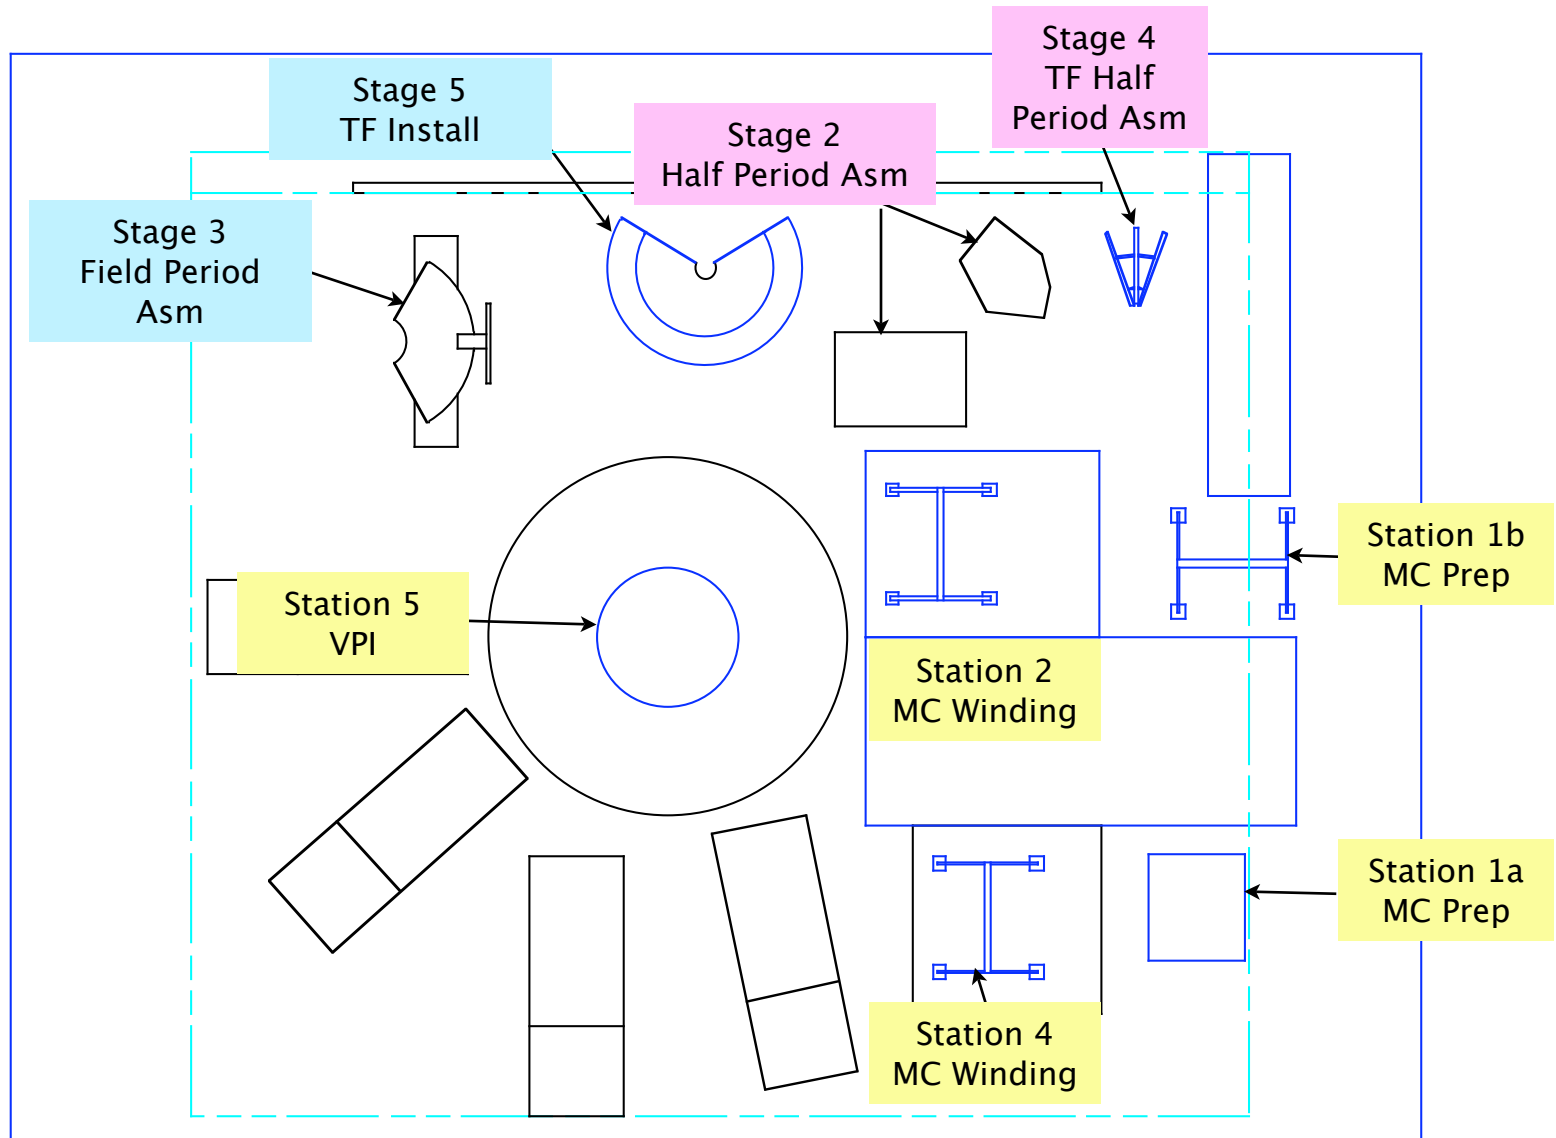 Stage 4
TF Half
Period Asm
Stage 5
TF Install
Stage 2
Half Period Asm
Stage 3
Field Period
Asm
Station 1b
MC Prep
Station 5
VPI
Station 2
MC Winding
Station 1a
MC Prep
Station 4
MC Winding